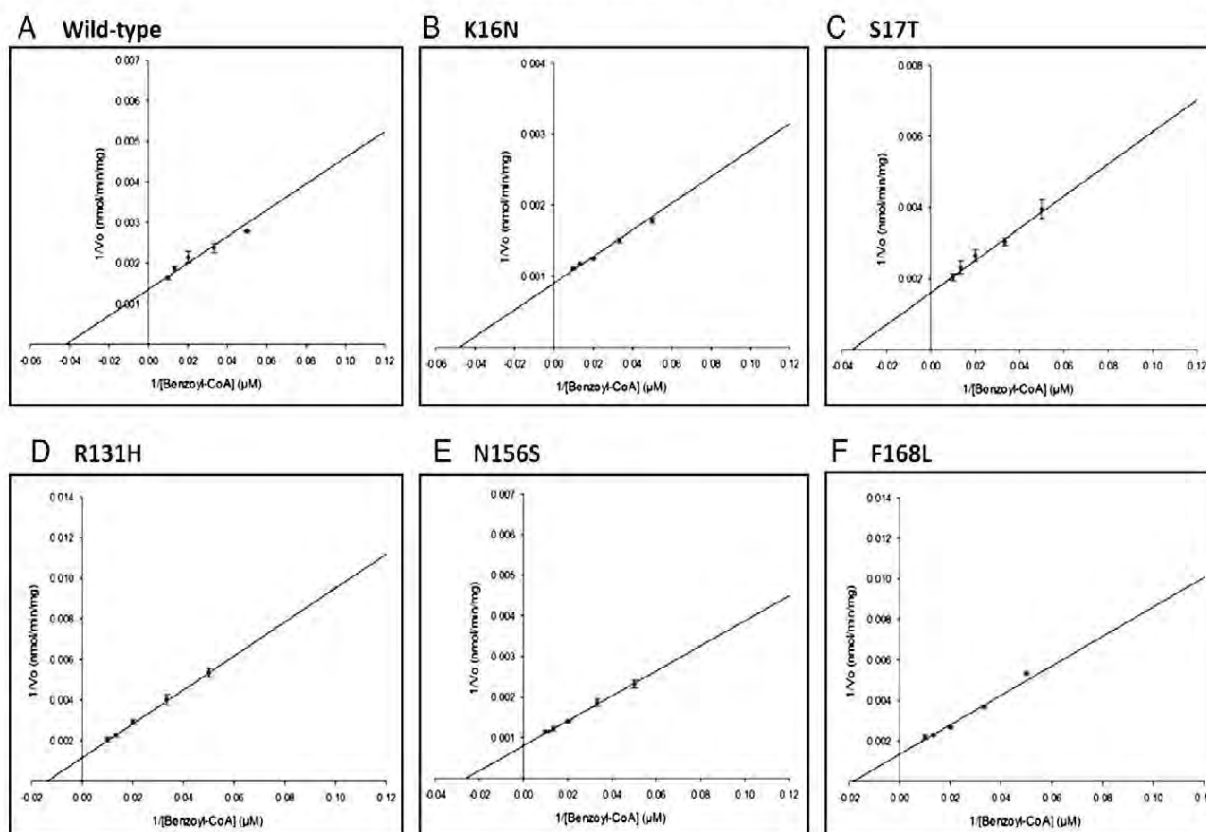 A Wild-type
0.007
0.006
0.005
0.004
0.003
0.002
0.001
1/Vo (nmol/min/mg)
-0.06 -0.04 -0.02 0.00 0.02 0.04 0.06 0.08 0.10 0.12
1/[Benzoyl-CoA] (µM)
B K16N
0.004
0.003
0.002
0.001
1/Vo (nmol/min/mg)
-0.06 -0.04 -0.02 0.00 0.02 0.04 0.06 0.08 0.10 0.12
1/[Benzoyl-CoA] (µM)
C S17T
0.008
0.006
0.004
0.002
1/Vo (nmol/min/mg)
-0.04 -0.02 0.00 0.02 0.04 0.06 0.08 0.10 0.12
1/[Benzoyl-CoA] (µM)
D R131H
0.014
0.012
0.010
0.008
0.006
0.004
0.002
1/Vo (nmol/min/mg)
-0.02 0.00 0.02 0.04 0.06 0.08 0.10 0.12
1/[Benzoyl-CoA] (µM)
E N156S
0.007
0.006
0.005
0.004
0.003
0.002
0.001
1/Vo (nmol/min/mg)
-0.04 -0.02 0.00 0.02 0.04 0.06 0.08 0.10 0.12
1/[Benzoyl-CoA] (µM)
F F168L
0.014
0.012
0.010
0.008
0.006
0.004
0.002
1/Vo (nmol/min/mg)
-0.02 0.00 0.02 0.04 0.06 0.08 0.10 0.12
1/[Benzoyl-CoA] (µM)